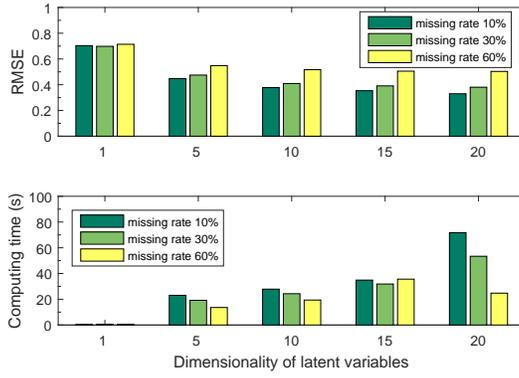 1
0.8
0.6
0.4
0.2
0
RMSE
missing rate 10%
missing rate 30%
missing rate 60%
1 5 10 15 20
100
80
60
40
20
0
Computing time (s)
missing rate 10%
missing rate 30%
missing rate 60%
1 5 10 15 20
Dimensionality of latent variables